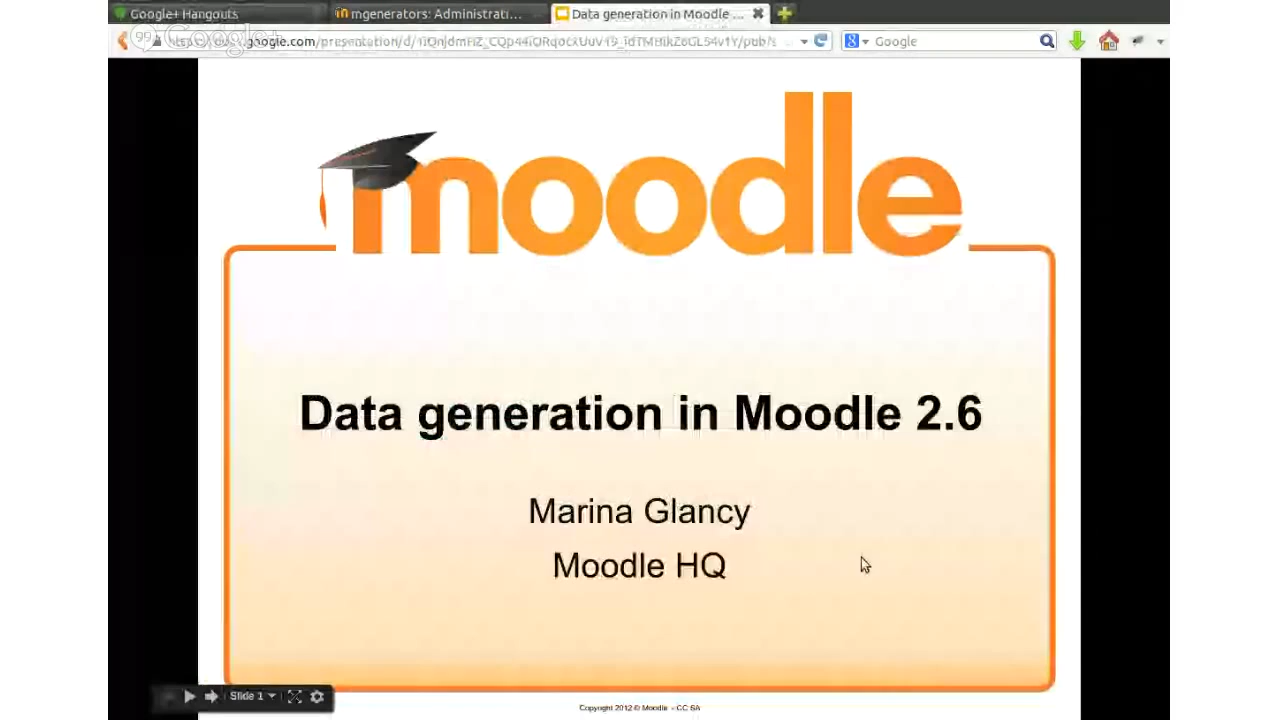 Google+ Hangouts
mgenerators: Administrati...
Data generation in Moodle ...
Google+
Google
moodle
Data generation in Moodle 2.6
Marina Glancy
Moodle HQ
Slide 1
Copyright 2012 © Moodle - CC SA